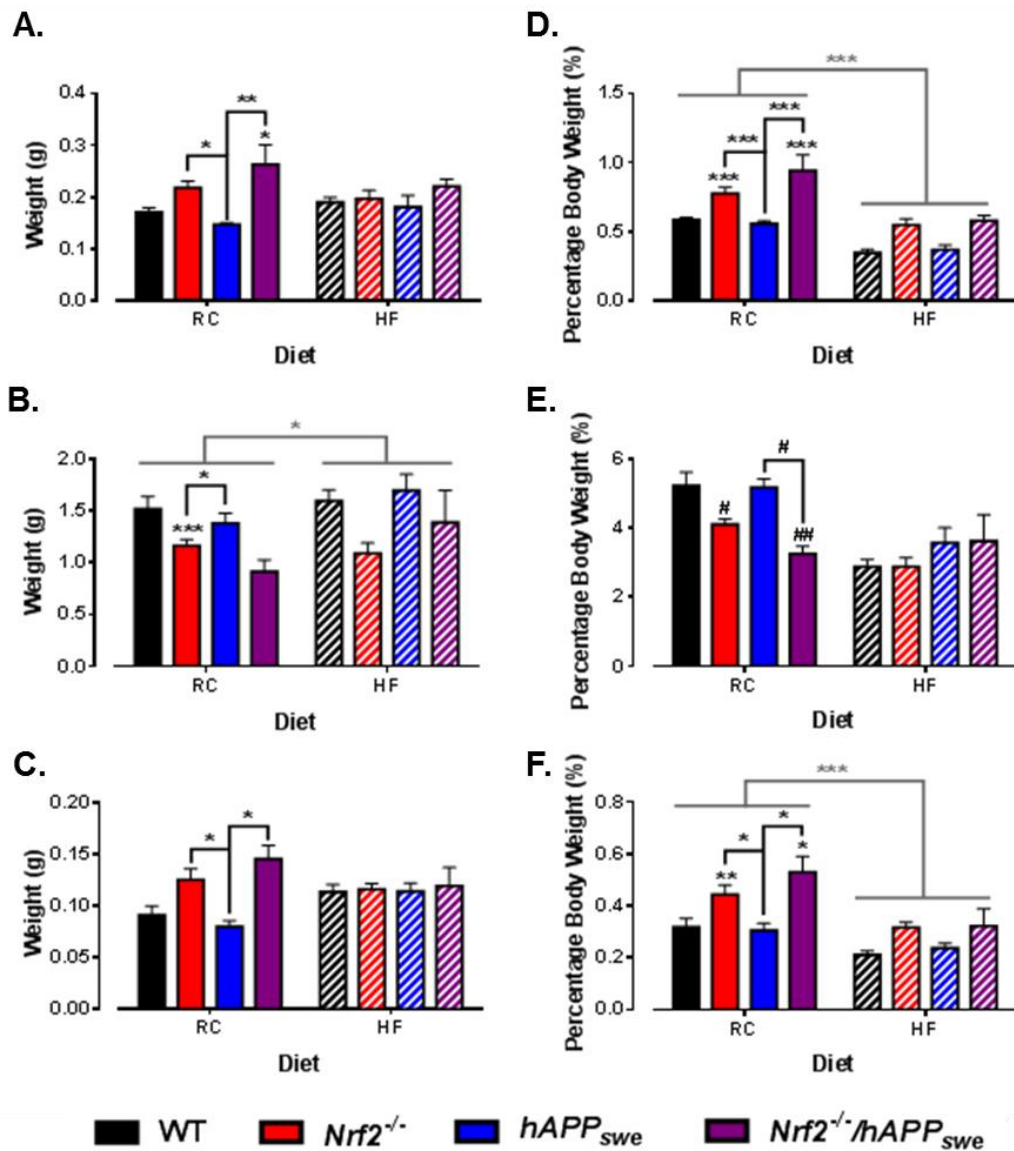 A.
Weight (g)
0.4
0.3
0.2
0.1
0.0
*
**
*
RC
HF
Diet
D.
Percentage Body Weight (%)
1.5
1.0
0.5
0.0
***
***
***
***
***
RC
HF
Diet
B.
Weight (g)
2.0
1.5
1.0
0.5
0.0
*
*
***
RC
HF
Diet
E.
Percentage Body Weight (%)
6
4
2
0
#
#
##
RC
HF
Diet
C.
Weight (g)
0.20
0.15
0.10
0.05
0.00
*
*
RC
HF
Diet
F.
Percentage Body Weight (%)
0.8
0.6
0.4
0.2
0.0
***
*
*
**
*
RC
HF
Diet
WT Nrf2-/- hAPPswe Nrf2-/-/hAPPswe